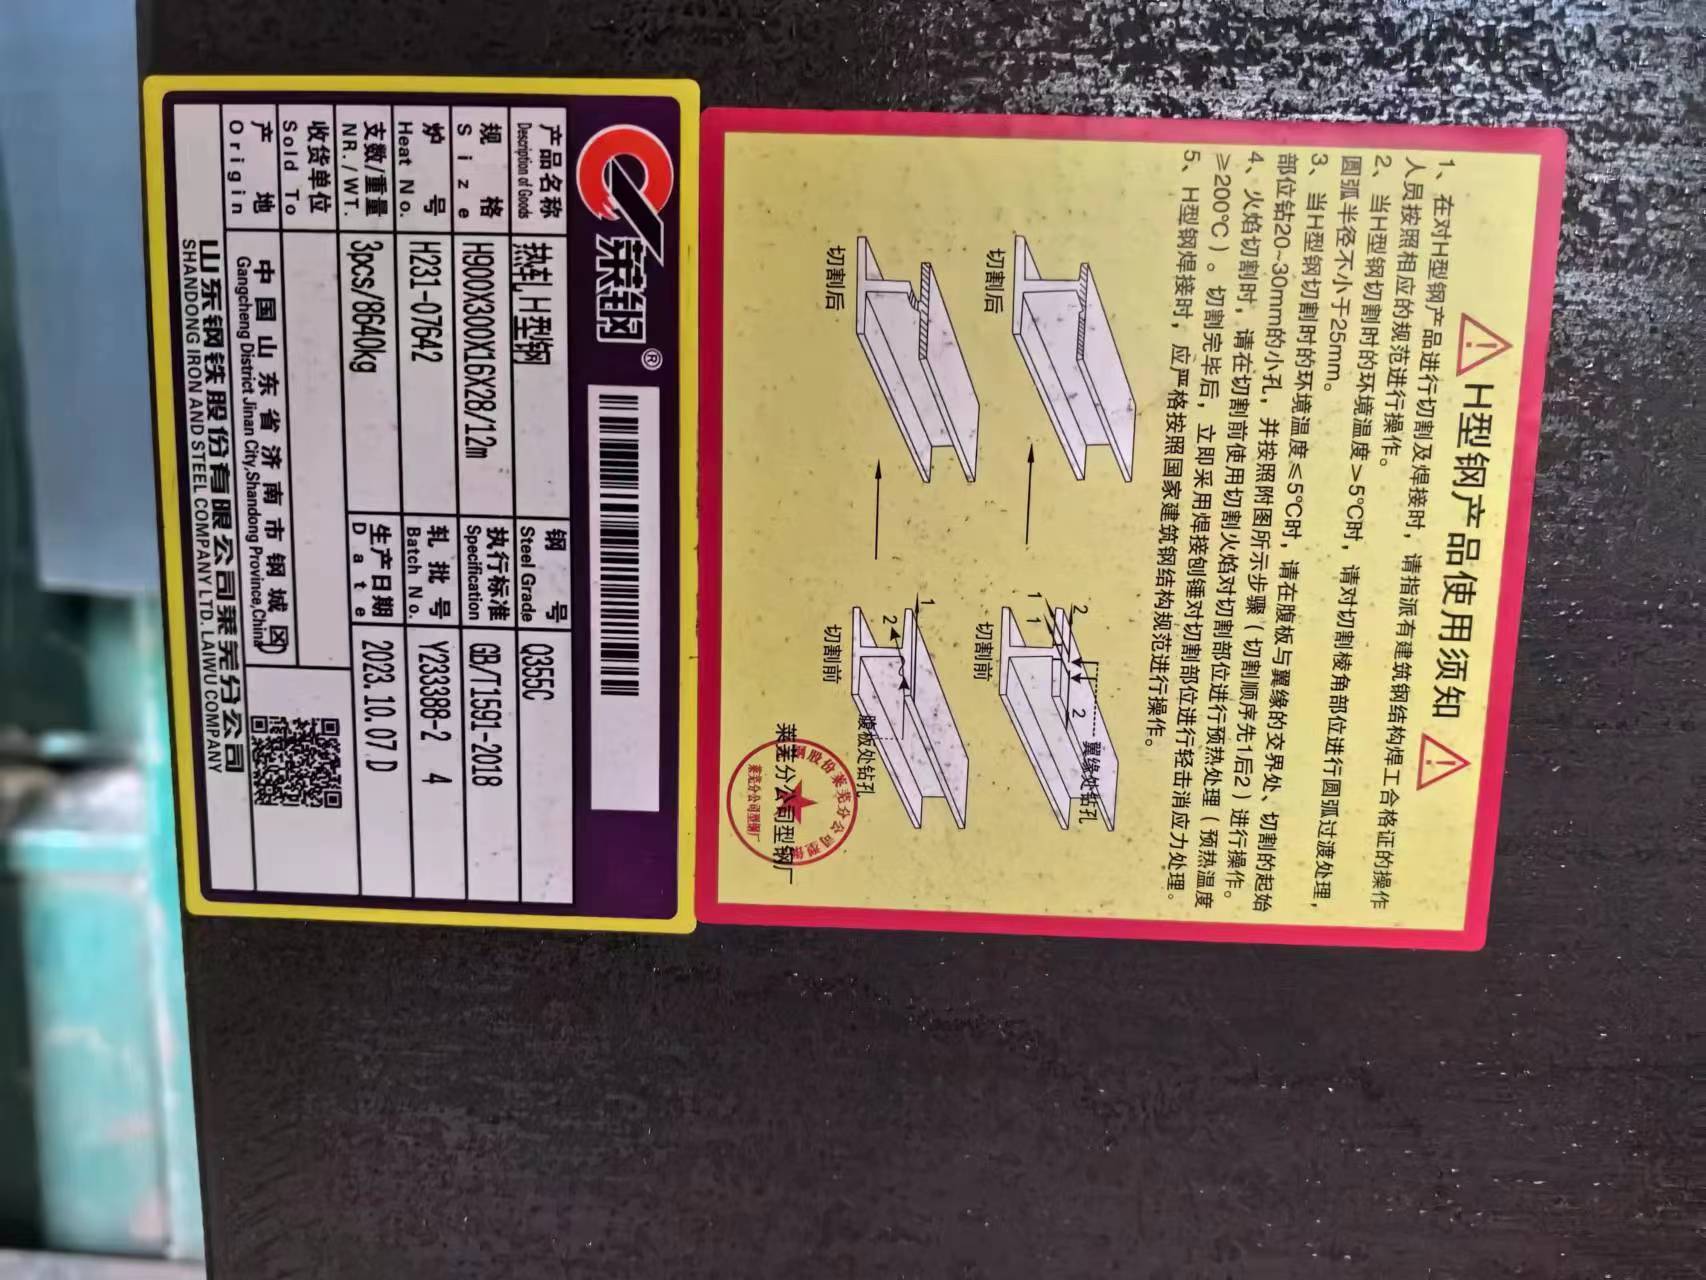 ⚠ H型钢产品使用须知 ⚠
1、在对H型钢产品进行切割及焊接时，请指派有建筑钢结构焊工合格证的操作
人员按照相应的规范进行操作。
2、当H型钢切割时的环境温度>5℃时，请对切割棱角部位进行圆弧过渡处理，
圆弧半径不小于25mm。
3、当H型钢切割时的环境温度≤5℃时，请在腹板与翼缘的交界处、切割的起始
部位钻20~30mm的小孔，并按照附图所示步骤（切割顺序先1后2）进行操作。
4、火焰切割时，请在切割前使用切割火焰对切割部位进行预热处理（预热温度
≥200℃）。切割完毕后，立即采用焊接刨锤对切割部位进行轻击消应力处理。
5、H型钢焊接时，应严格按照国家建筑钢结构规范进行操作。
翼缘处钻孔
2
2
1
1
切割后
切割前
1
2
腹板处钻孔
切割后
切割前
莱芜分公司型钢厂
莱钢®
产品名称 热轧H型钢 钢号 Q355C
Description of Goods Steel Grade
规格 H900X300X16X28/12m 执行标准 GB/T1591-2018
Size Specification
炉号 H231-07642 轧批号 Y233388-2 4
Heat No. Batch No.
支数/重量 3pcs/8640kg 生产日期 2023.10.07 D
NR./WT. Date
收货单位
Sold To
产地 中国山东省济南市钢城区
Origin Gangcheng District,Jinan City,Shandong Province,China
山东钢铁股份有限公司莱芜分公司
SHANDONG IRON AND STEEL COMPANY LTD. LAIWU COMPANY